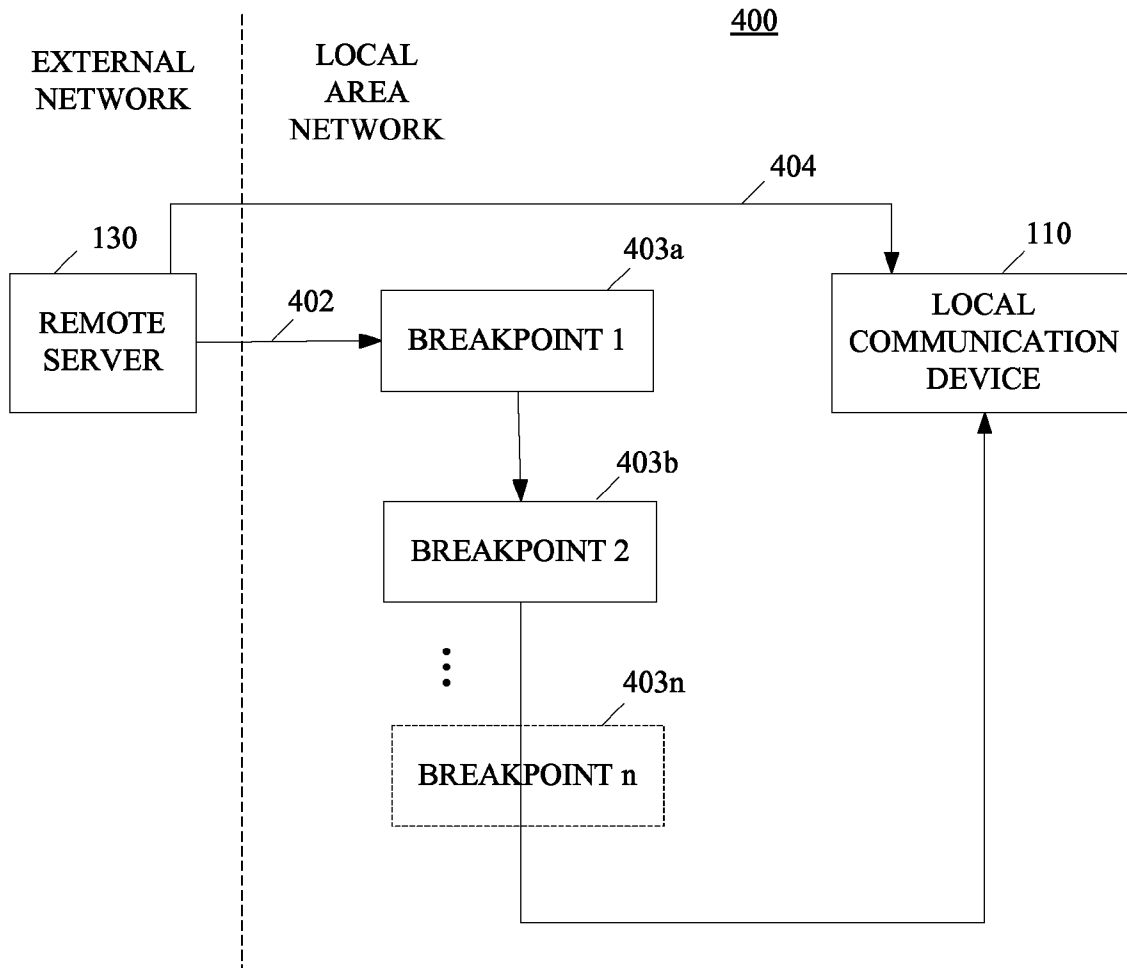 400
EXTERNAL
NETWORK
LOCAL
AREA
NETWORK
404
130
403a
110
REMOTE
SERVER
402
BREAKPOINT 1
LOCAL
COMMUNICATION
DEVICE
403b
BREAKPOINT 2
403n
BREAKPOINT n